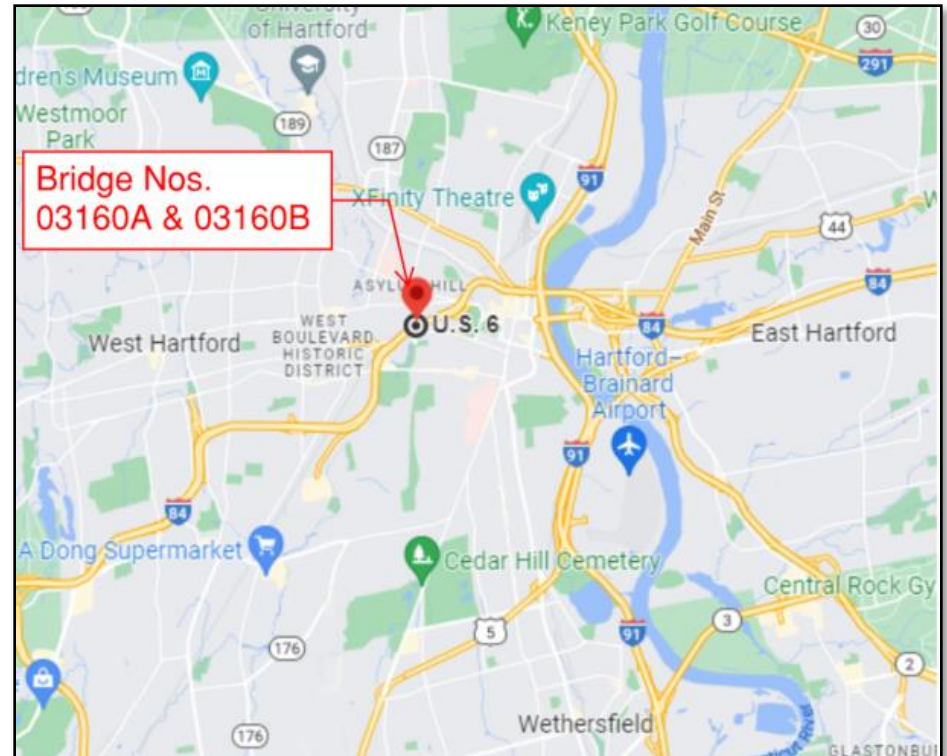 of Hartford
Keney Park Golf Course
30
291
dren's Museum
Westmoor
Park
189
187
Bridge Nos.
03160A & 03160B
91
XFinity Theatre
Main St
44
84
ASYLUM HILL
U.S. 6
WEST
BOULEVARD
HISTORIC
DISTRICT
West Hartford
84
East Hartford
Hartford–
Brainard
Airport
91
84
A Dong Supermarket
Cedar Hill Cemetery
Central Rock Gy
176
5
91
3
2
176
Wethersfield
River
GLASTONBU